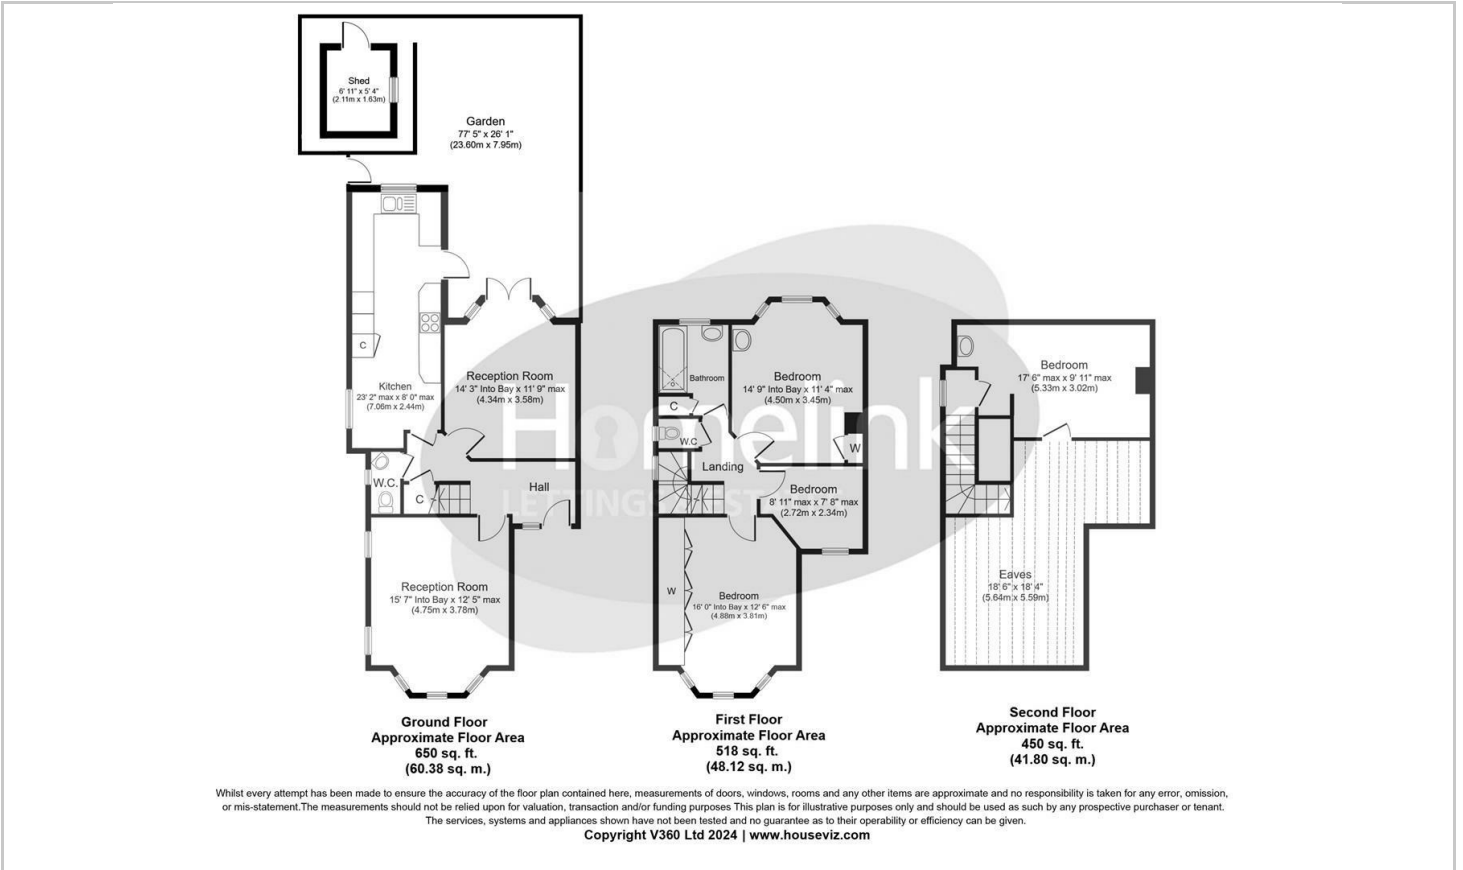 Shed
6' 11" x 5' 4"
(2.11m x 1.63m)
Garden
77' 5" x 26' 1"
(23.60m x 7.95m)
C
Kitchen
23' 2" max x 8' 0" max
(7.06m x 2.44m)
Reception Room
14' 3" Into Bay x 11' 9" max
(4.34m x 3.58m)
W.C.
C
Hall
Reception Room
15' 7" Into Bay x 12' 5" max
(4.75m x 3.78m)
Ground Floor
Approximate Floor Area
650 sq. ft.
(60.38 sq. m.)
Bathroom
C
W.C
Landing
Bedroom
14' 9" Into Bay x 11' 4" max
(4.50m x 3.45m)
W
Bedroom
8' 11" max x 7' 8" max
(2.72m x 2.34m)
W
Bedroom
16' 0" Into Bay x 12' 6" max
(4.88m x 3.81m)
First Floor
Approximate Floor Area
518 sq. ft.
(48.12 sq. m.)
Bedroom
17' 6" max x 9' 11" max
(5.33m x 3.02m)
Eaves
18' 6" x 18' 4"
(5.64m x 5.59m)
Second Floor
Approximate Floor Area
450 sq. ft.
(41.80 sq. m.)
Homelink
LETTINGS
Whilst every attempt has been made to ensure the accuracy of the floor plan contained here, measurements of doors, windows, rooms and any other items are approximate and no responsibility is taken for any error, omission,
or mis-statement.The measurements should not be relied upon for valuation, transaction and/or funding purposes This plan is for illustrative purposes only and should be used as such by any prospective purchaser or tenant.
The services, systems and appliances shown have not been tested and no guarantee as to their operability or efficiency can be given.
Copyright V360 Ltd 2024 | www.houseviz.com